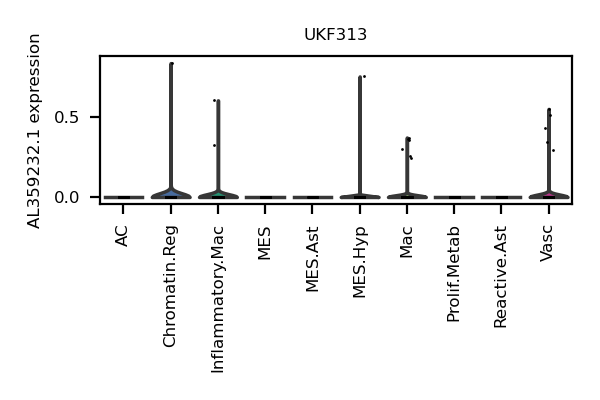 UKF313
AL359232.1 expression
0.5
0.0
AC
Chromatin.Reg
Inflammatory.Mac
MES
MES.Ast
MES.Hyp
Mac
Prolif.Metab
Reactive.Ast
Vasc